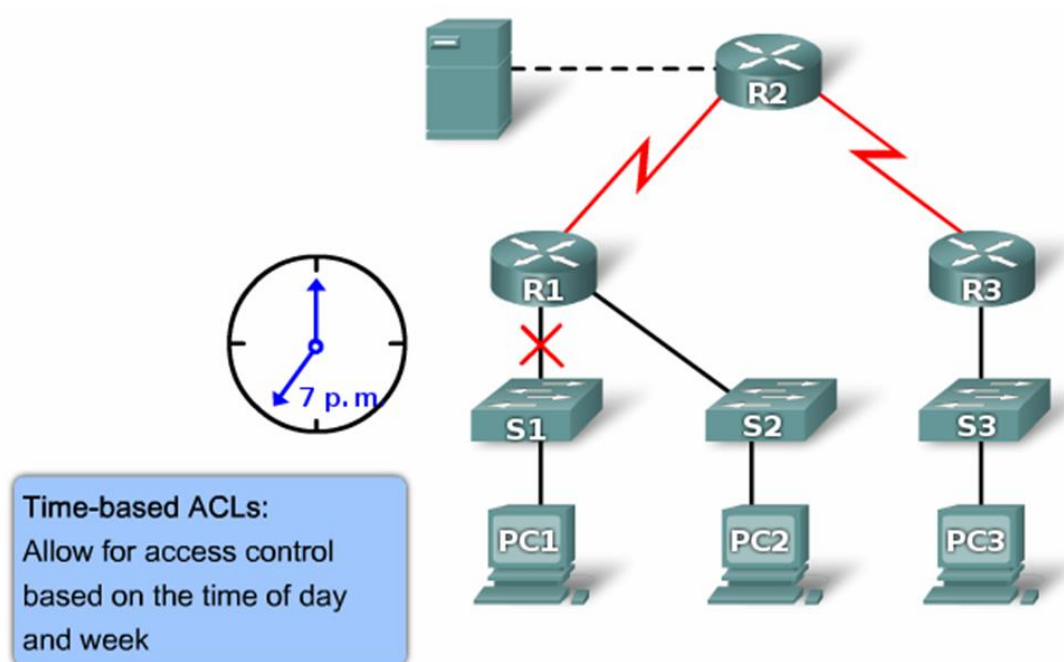 R2
R1
R3
7 p.m.
S1
S2
S3
PC1
PC2
PC3
Time-based ACLs:
Allow for access control
based on the time of day
and week